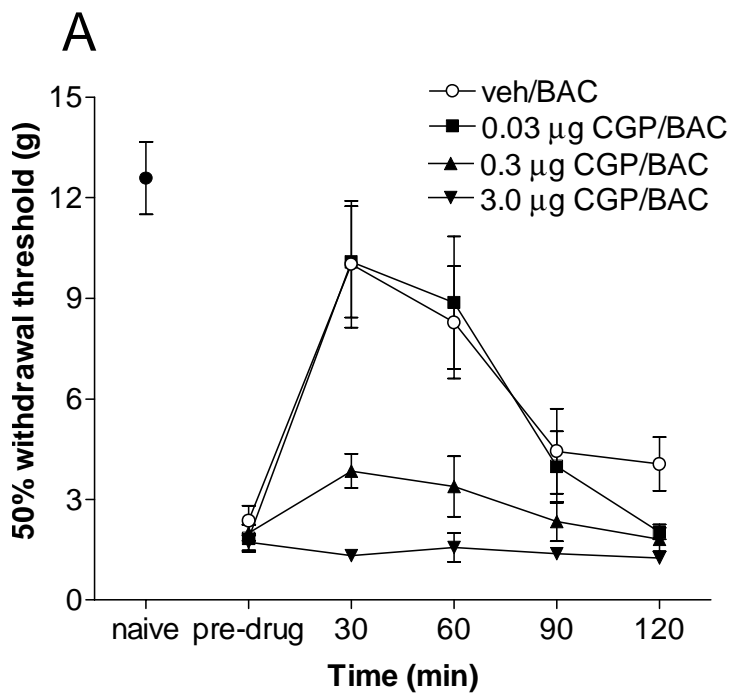 A
veh/BAC
0.03 μg CGP/BAC
0.3 μg CGP/BAC
3.0 μg CGP/BAC
50% withdrawal threshold (g)
15
12
9
6
3
0
naive pre-drug 30 60 90 120
Time (min)